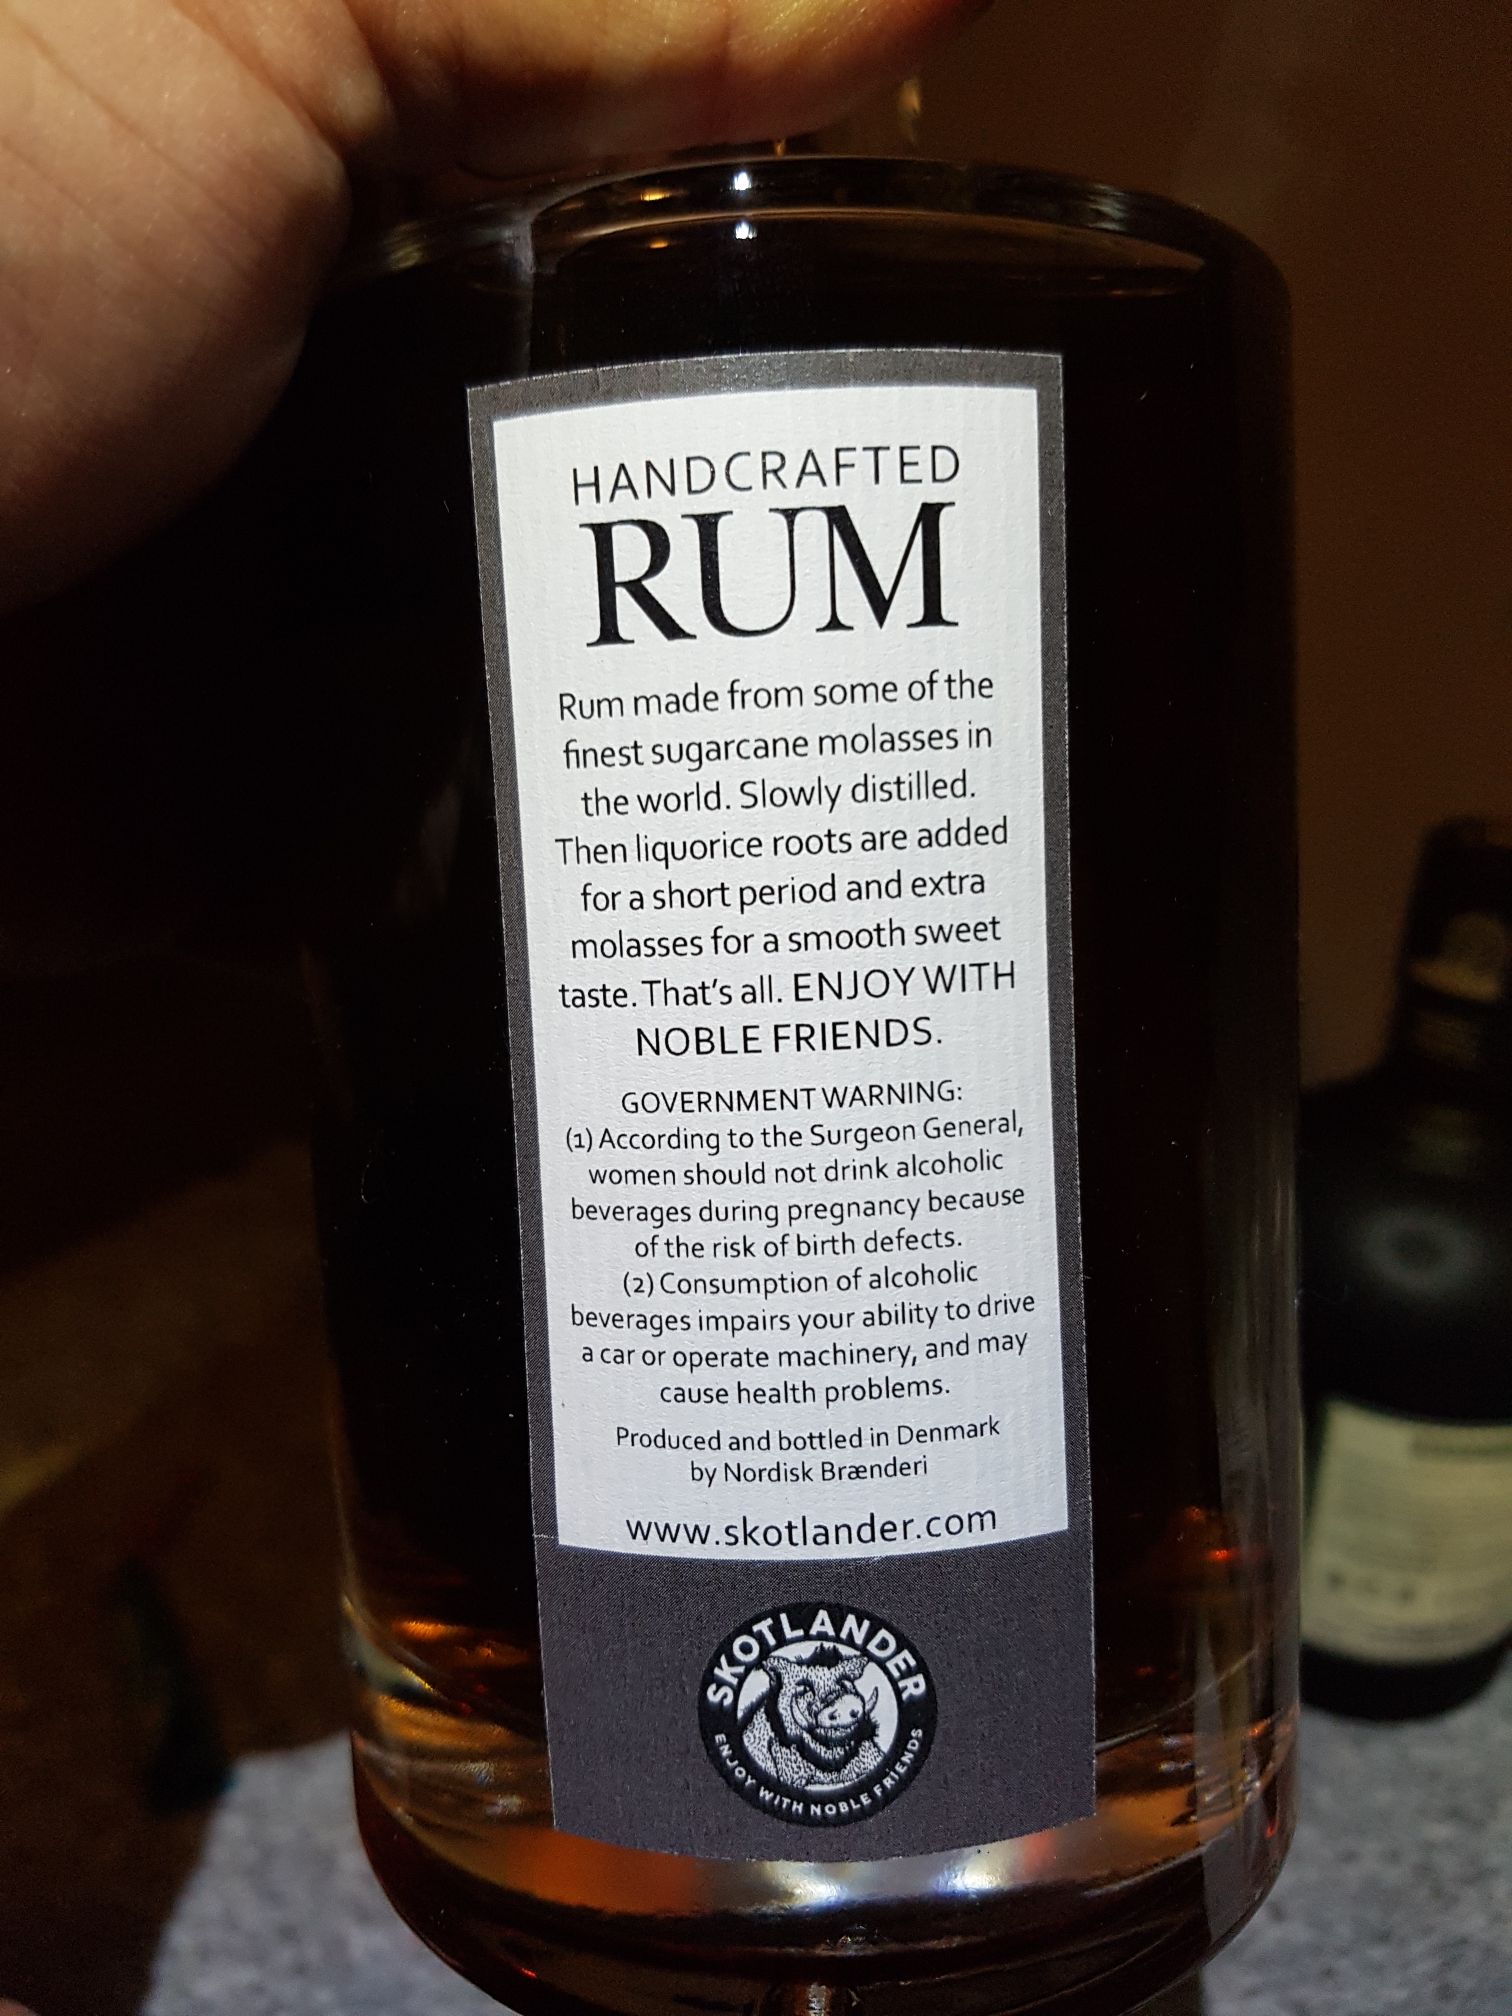 HANDCRAFTED
RUM
Rum made from some of the
finest sugarcane molasses in
the world. Slowly distilled.
Then liquorice roots are added
for a short period and extra
molasses for a smooth sweet
taste. That's all. ENJOY WITH
NOBLE FRIENDS.
GOVERNMENT WARNING:
(1) According to the Surgeon General,
women should not drink alcoholic
beverages during pregnancy because
of the risk of birth defects.
(2) Consumption of alcoholic
beverages impairs your ability to drive
a car or operate machinery, and may
cause health problems.
Produced and bottled in Denmark
by Nordisk Brænderi
www.skotlander.com
SKOTLANDER
ENJOY WITH NOBLE FRIENDS